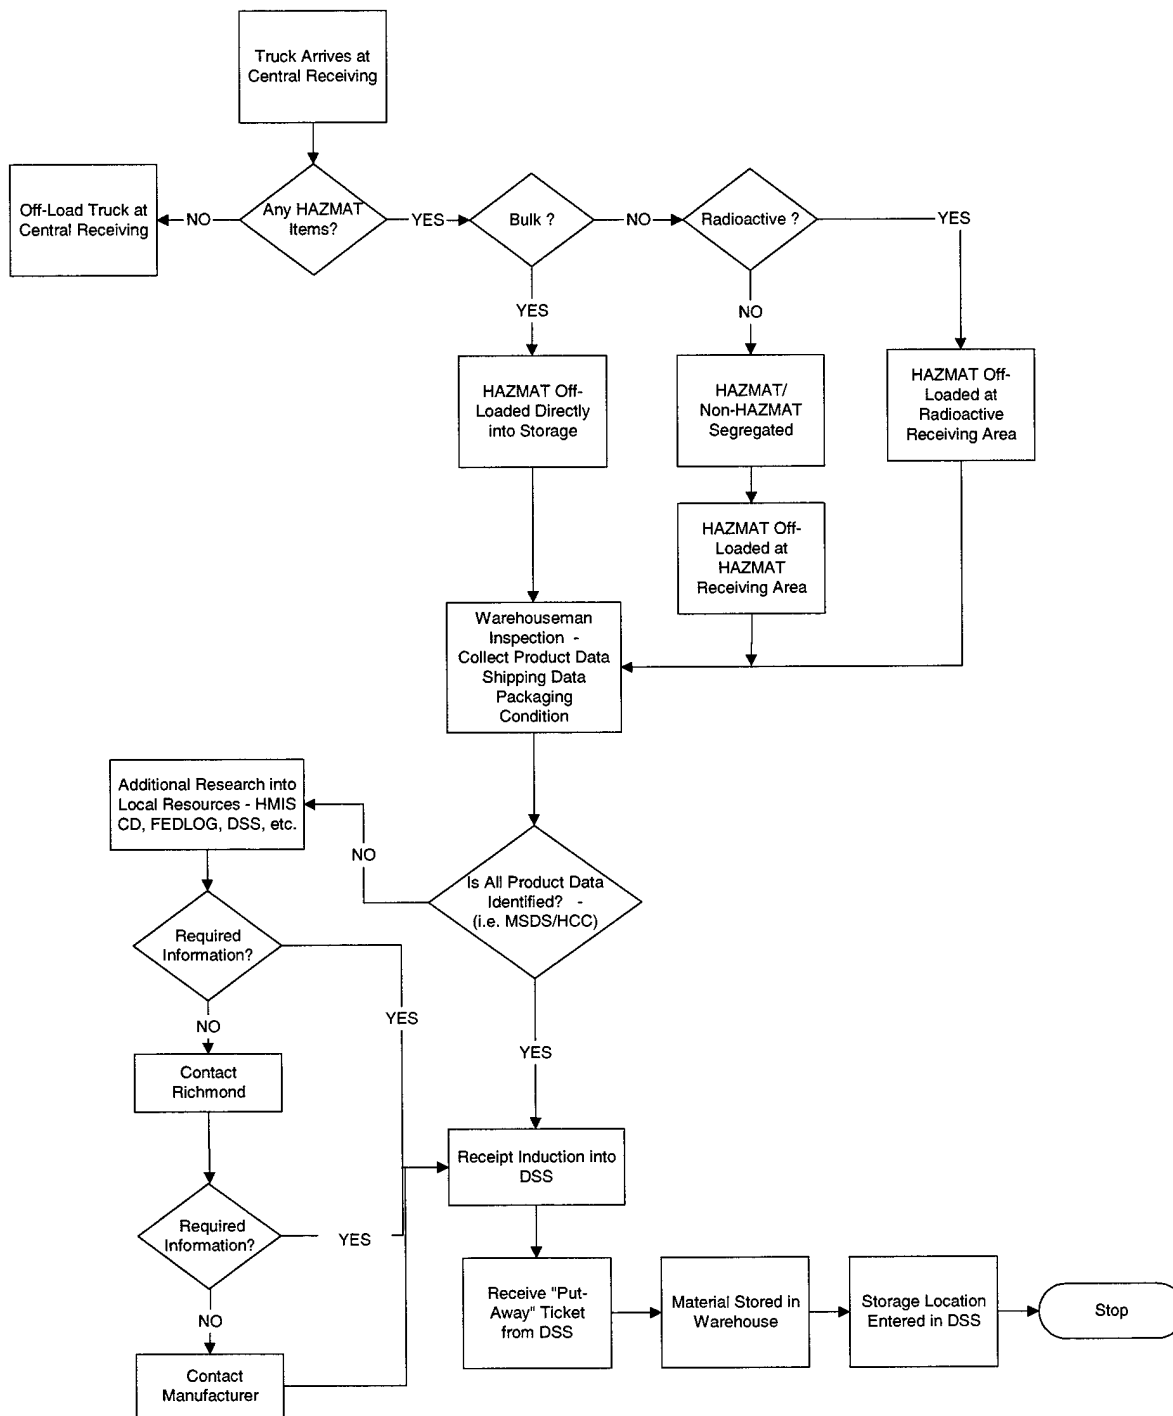 Truck Arrives at
Central Receiving
Off-Load Truck at
Central Receiving
NO
Any HAZMAT
Items?
YES
Bulk ?
NO
Radioactive ?
YES
YES
NO
HAZMAT Off-
Loaded Directly
into Storage
HAZMAT/
Non-HAZMAT
Segregated
HAZMAT Off-
Loaded at
Radioactive
Receiving Area
HAZMAT Off-
Loaded at
HAZMAT
Receiving Area
Warehouseman
Inspection -
Collect Product Data
Shipping Data
Packaging
Condition
Additional Research into
Local Resources - HMIS
CD, FEDLOG, DSS, etc.
NO
Is All Product Data
Identified? -
(i.e. MSDS/HCC)
Required
Information?
YES
NO
YES
Contact
Richmond
Receipt Induction into
DSS
Required
Information?
YES
NO
Contact
Manufacturer
Receive "Put-
Away" Ticket
from DSS
Material Stored in
Warehouse
Storage Location
Entered in DSS
Stop